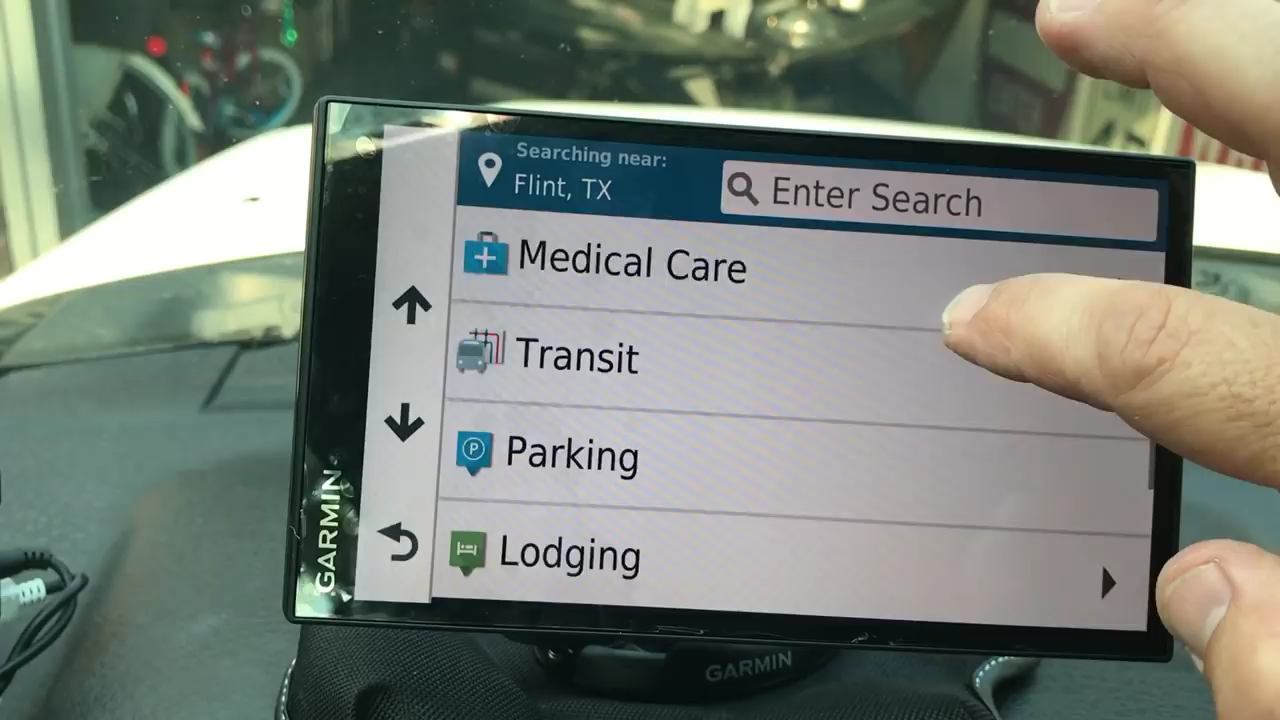 Searching near:
Flint, TX
Enter Search
Medical Care
Transit
P
Parking
Lodging
GARMIN
GARMIN